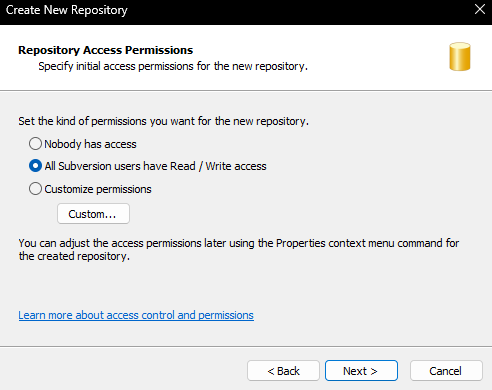 Create New Repository
Repository Access Permissions
Specify initial access permissions for the new repository.
Set the kind of permissions you want for the new repository.
Nobody has access
All Subversion users have Read / Write access
Customize permissions
Custom...
You can adjust the access permissions later using the Properties context menu command for
the created repository.
Learn more about access control and permissions
< Back
Next >
Cancel